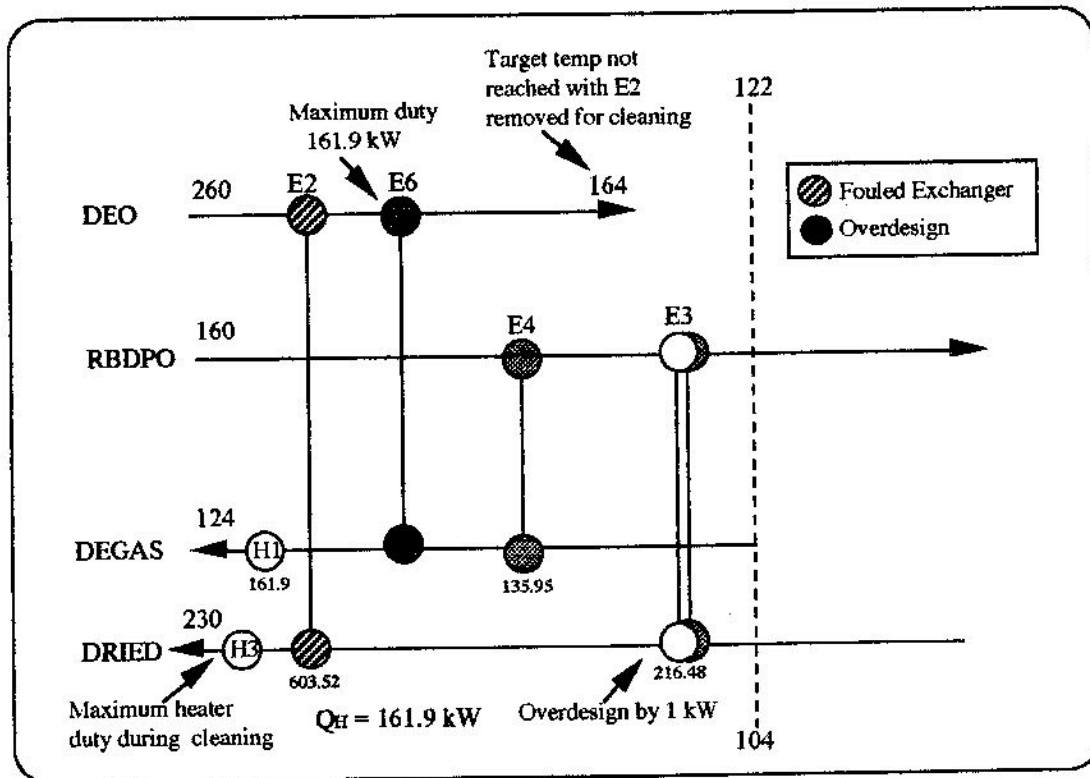 Target temp not
reached with E2
removed for cleaning
122
Maximum duty
161.9 kW
260
E2
E6
164
DEO
Fouled Exchanger
Overdesign
160
E4
E3
RBDPO
124
DEGAS
H1
161.9
135.95
230
DRIED
H3
603.52
216.48
Maximum heater
duty during cleaning
QH = 161.9 kW
Overdesign by 1 kW
104